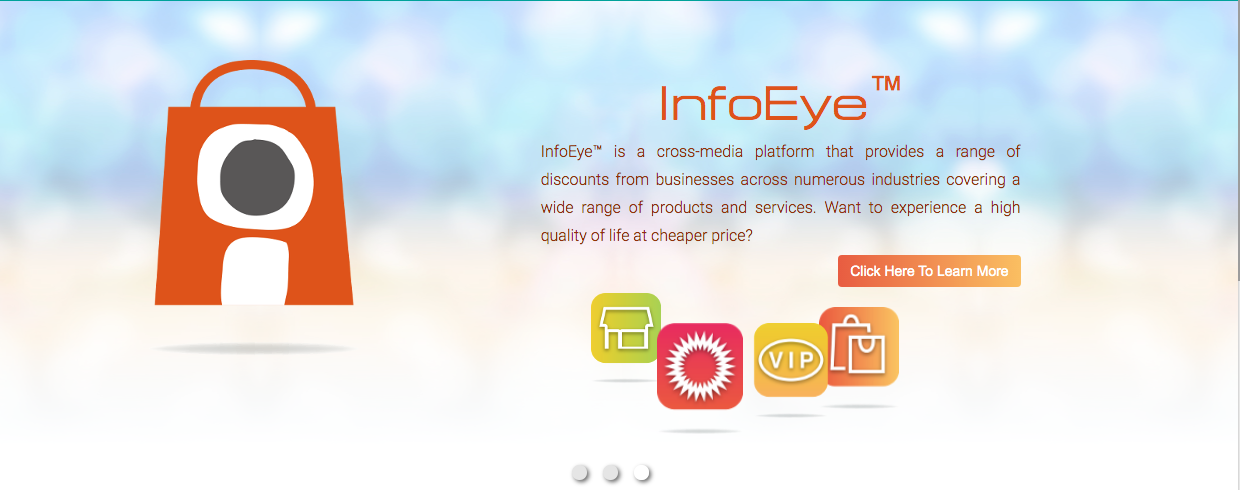 InfoEye™
InfoEye™ is a cross-media platform that provides a range of
discounts from businesses across numerous industries covering a
wide range of products and services. Want to experience a high
quality of life at cheaper price?
Click Here To Learn More
VIP